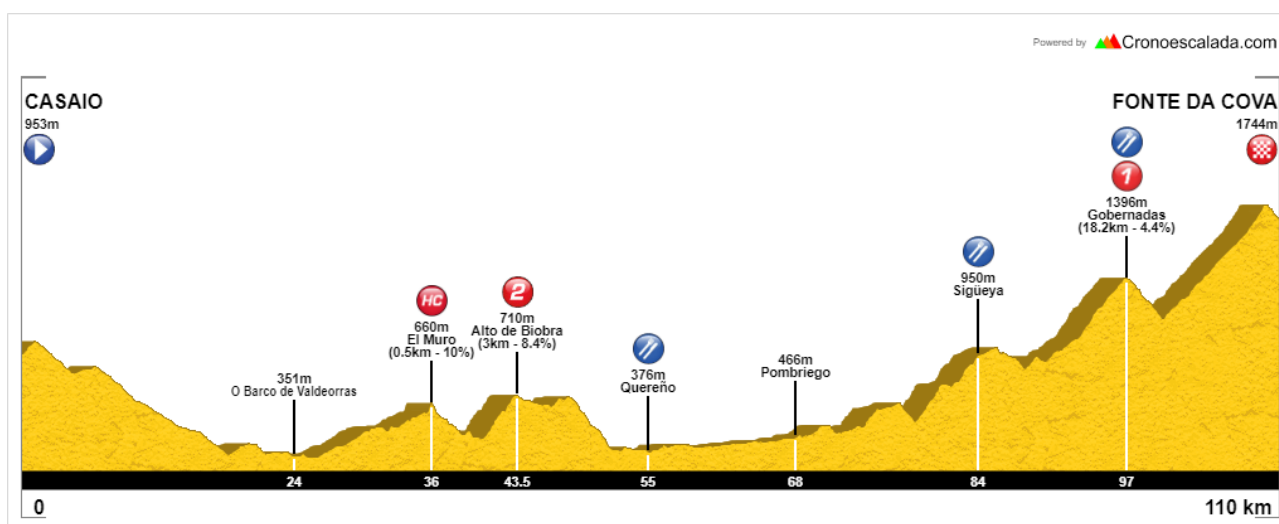 Powered by Cronoescalada.com
CASAIO
953m
FONTE DA COVA
1744m
1
1396m
Gobernadas
(18.2km - 4.4%)
950m
Sigüeya
HC
660m
El Muro
(0.5km - 10%)
2
710m
Alto de Biobra
(3km - 8.4%)
376m
Quereño
466m
Pombriego
351m
O Barco de Valdeorras
24 36 43.5 55 68 84 97
0 110 km